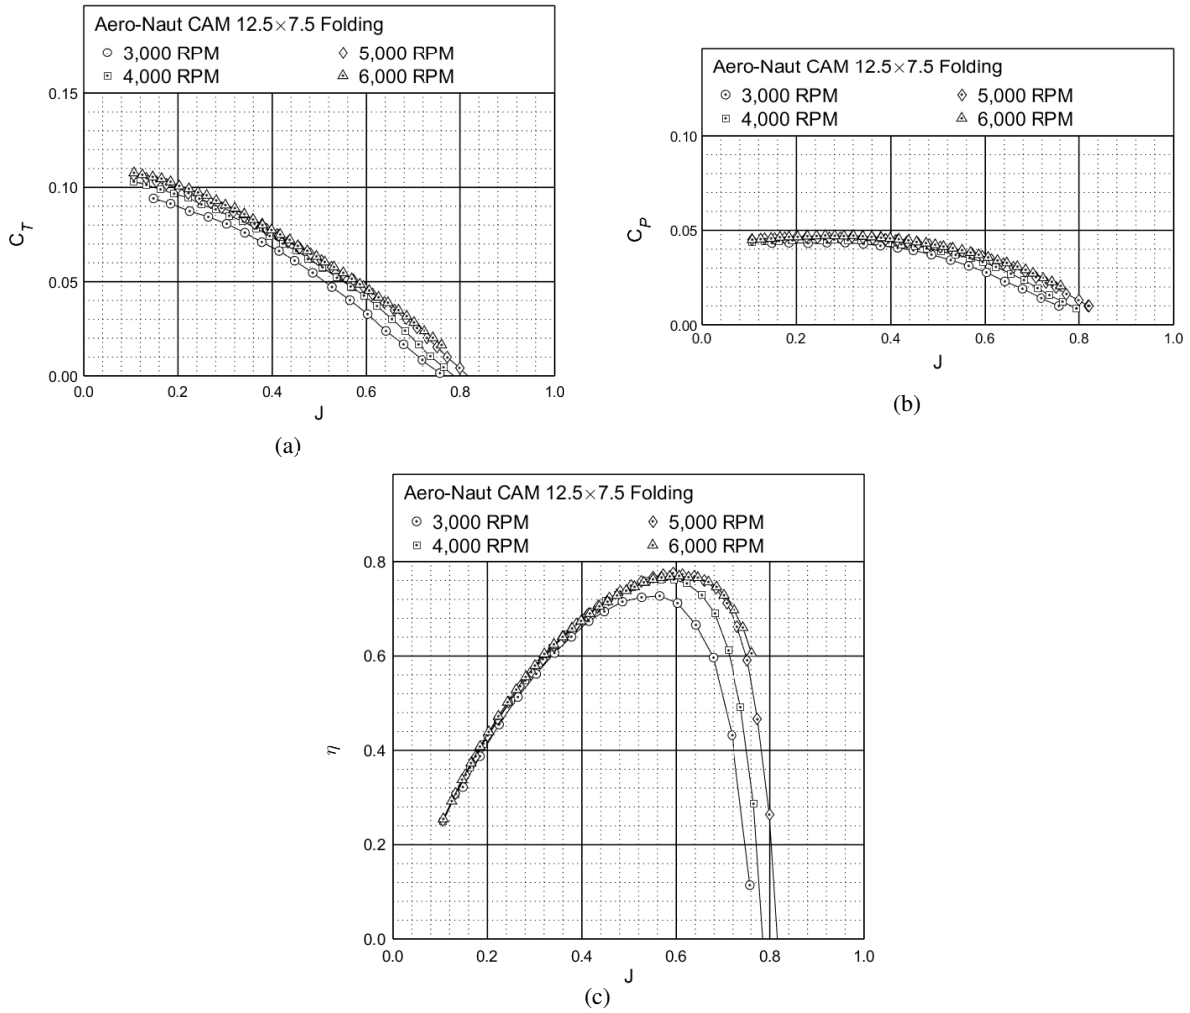 Aero-Naut CAM 12.5×7.5 Folding
3,000 RPM 5,000 RPM
4,000 RPM 6,000 RPM
0.15
0.10
0.05
0.00
C_T
0.0 0.2 0.4 0.6 0.8 1.0
J
(a)
Aero-Naut CAM 12.5×7.5 Folding
3,000 RPM 5,000 RPM
4,000 RPM 6,000 RPM
0.10
0.05
0.00
C_P
0.0 0.2 0.4 0.6 0.8 1.0
J
(b)
Aero-Naut CAM 12.5×7.5 Folding
3,000 RPM 5,000 RPM
4,000 RPM 6,000 RPM
0.8
0.6
0.4
0.2
0.0
η
0.0 0.2 0.4 0.6 0.8 1.0
J
(c)